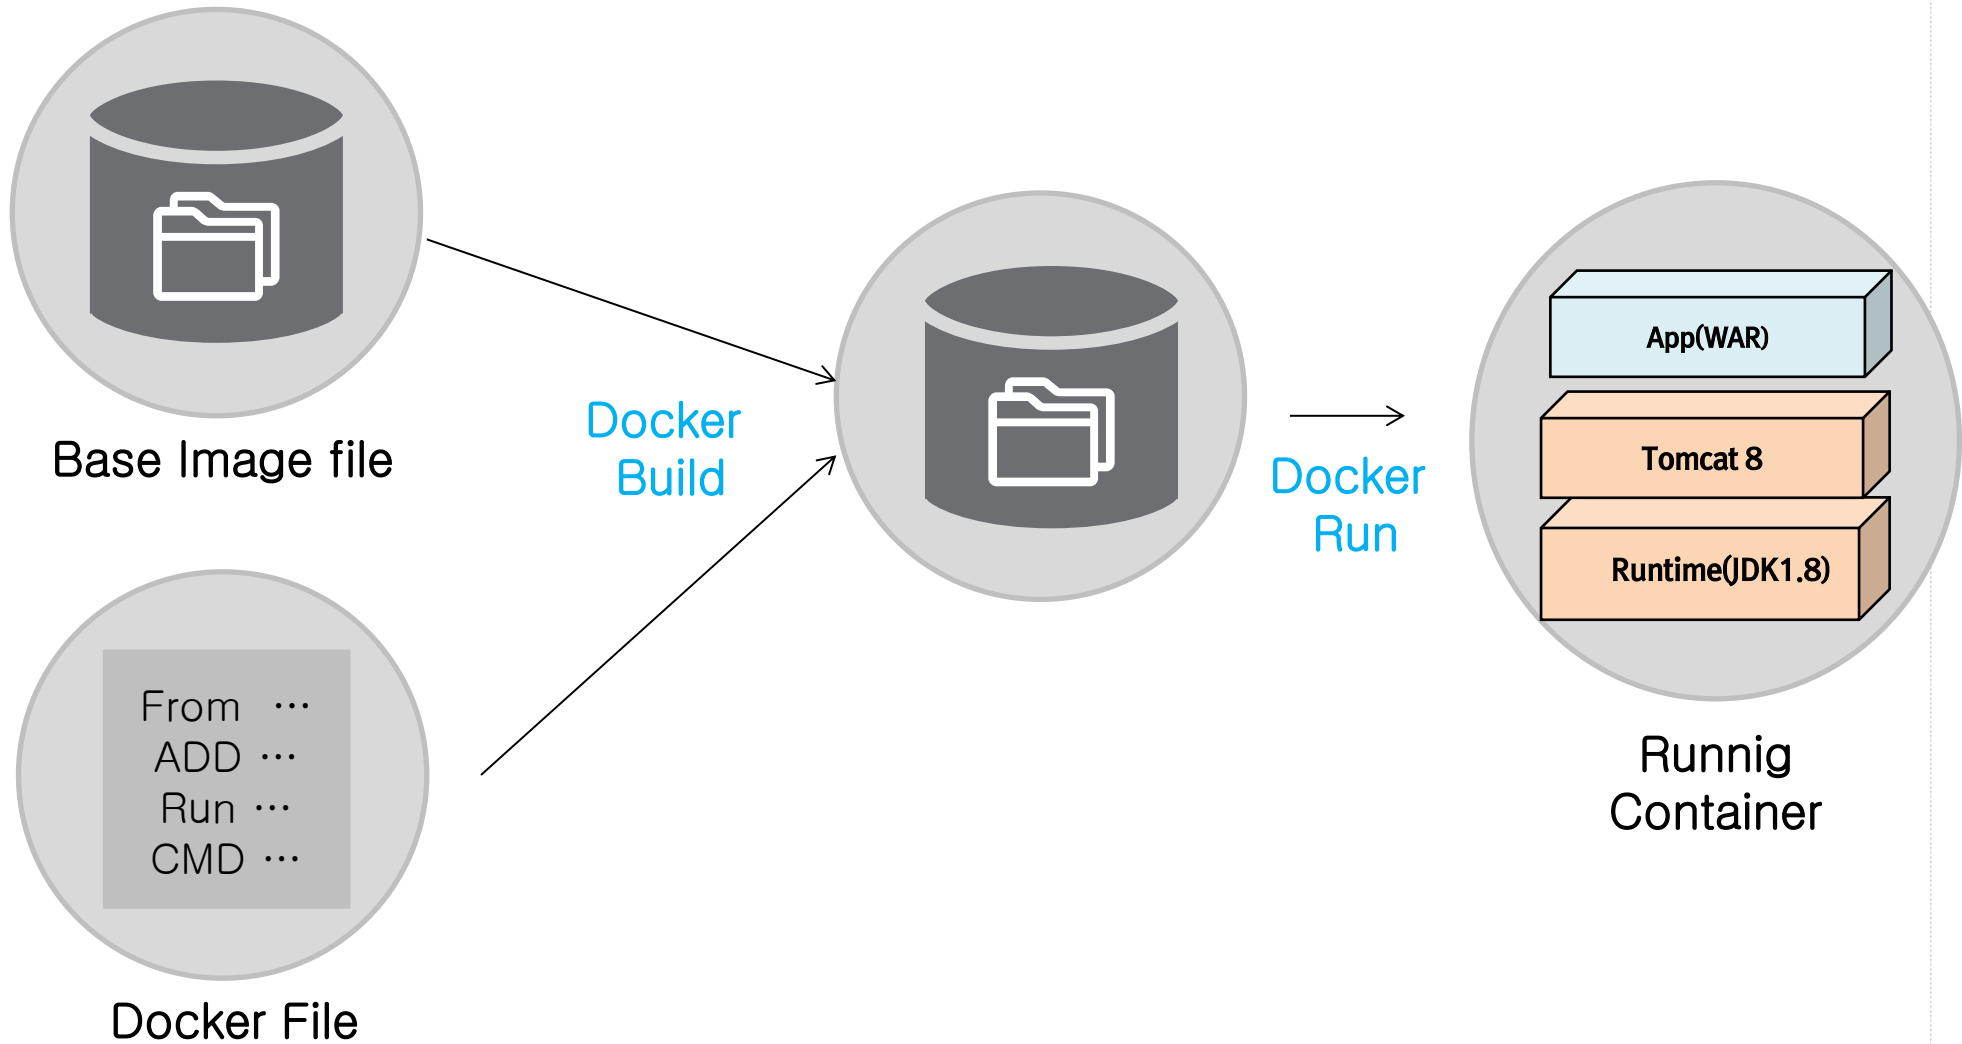 Base Image file
From …
ADD …
Run …
CMD …
Docker File
Docker
Build
Docker
Run
App(WAR)
Tomcat 8
Runtime(JDK1.8)
Runnig
Container